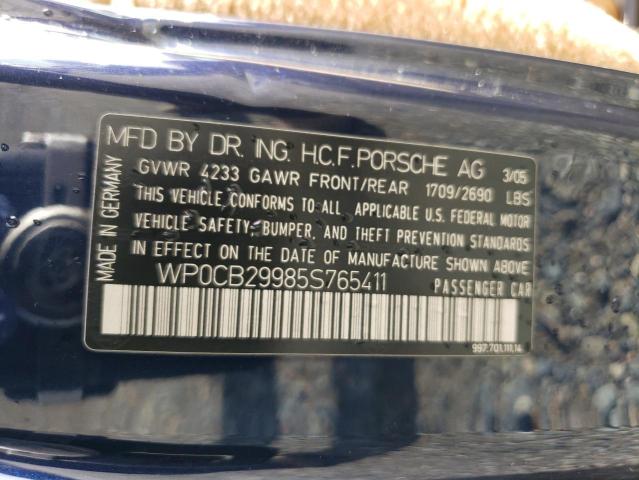 MFD BY DR. ING. H.C.F.PORSCHE AG 3/05
GVWR 4233 GAWR FRONT/REAR 1709/2690 LBS
THIS VEHICLE CONFORMS TO ALL APPLICABLE U.S. FEDERAL MOTOR
VEHICLE SAFETY, BUMPER, AND THEFT PREVENTION STANDARDS
IN EFFECT ON THE DATE OF MANUFACTURE SHOWN ABOVE
WP0CB29985S765411 PASSENGER CAR
997.701.111.14
MADE IN GERMANY